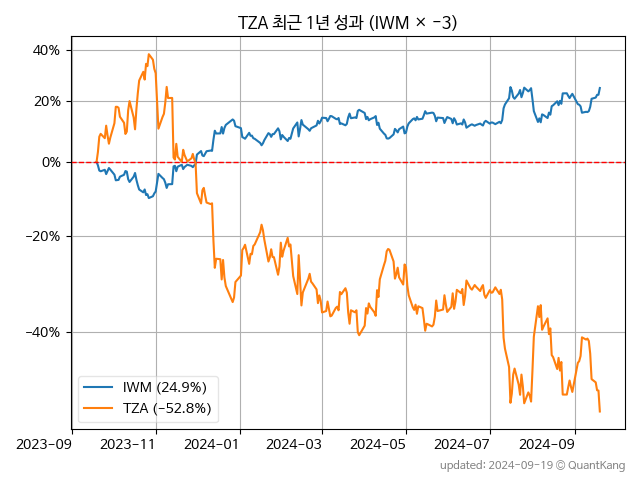 TZA 최근 1년 성과 (IWM × −3)
40%
20%
0%
−20%
−40%
IWM (24.9%)
TZA (−52.8%)
2023-09 2023-11 2024-01 2024-03 2024-05 2024-07 2024-09
updated: 2024-09-19 © QuantKang